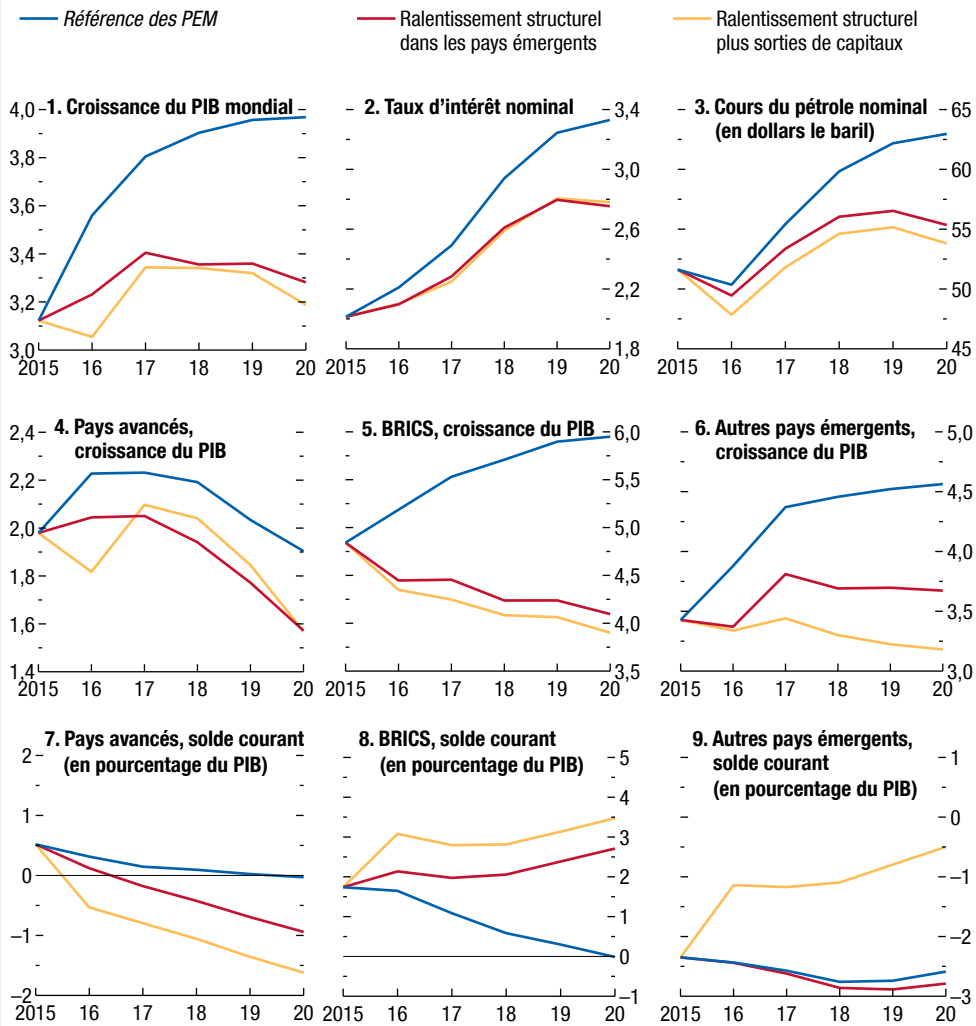 Référence des PEM
Ralentissement structurel
dans les pays émergents
Ralentissement structurel
plus sorties de capitaux
1. Croissance du PIB mondial
4,0
3,8
3,6
3,4
3,2
3,0
2015 16 17 18 19 20
2. Taux d’intérêt nominal
3,4
3,0
2,6
2,2
1,8
2015 16 17 18 19 20
3. Cours du pétrole nominal
(en dollars le baril)
65
60
55
50
45
2015 16 17 18 19 20
4. Pays avancés,
croissance du PIB
2,4
2,2
2,0
1,8
1,6
1,4
2015 16 17 18 19 20
5. BRICS, croissance du PIB
6,0
5,5
5,0
4,5
4,0
3,5
2015 16 17 18 19 20
6. Autres pays émergents,
croissance du PIB
5,0
4,5
4,0
3,5
3,0
2015 16 17 18 19 20
7. Pays avancés, solde courant
(en pourcentage du PIB)
2
1
0
–1
–2
2015 16 17 18 19 20
8. BRICS, solde courant
(en pourcentage du PIB)
5
4
3
2
1
0
–1
2015 16 17 18 19 20
9. Autres pays émergents,
solde courant
(en pourcentage du PIB)
1
0
–1
–2
–3
2015 16 17 18 19 20